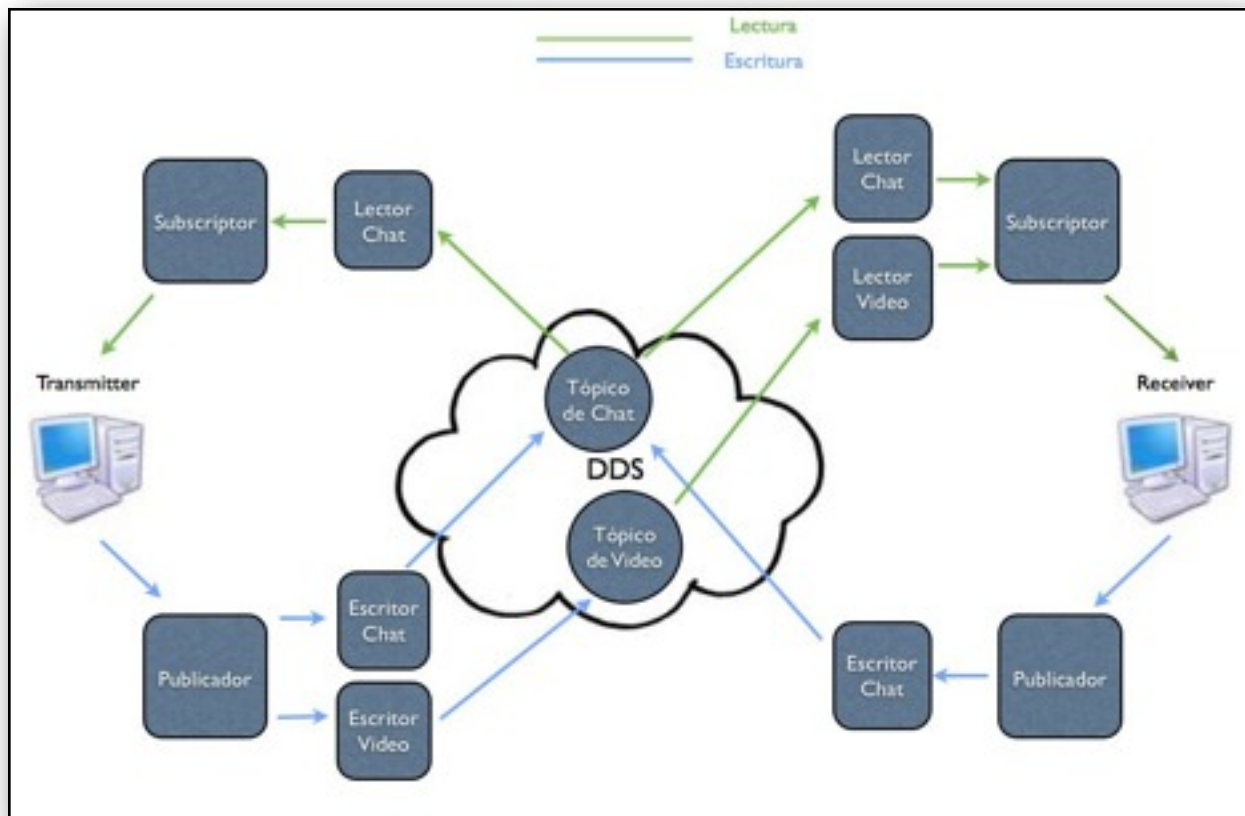 Lectura
Escritura
Subscriptor
Lector
Chat
Lector
Chat
Lector
Video
Subscriptor
Transmitter
Receiver
Tópico
de Chat
DDS
Tópico
de Video
Publicador
Escritor
Chat
Escritor
Video
Escritor
Chat
Publicador